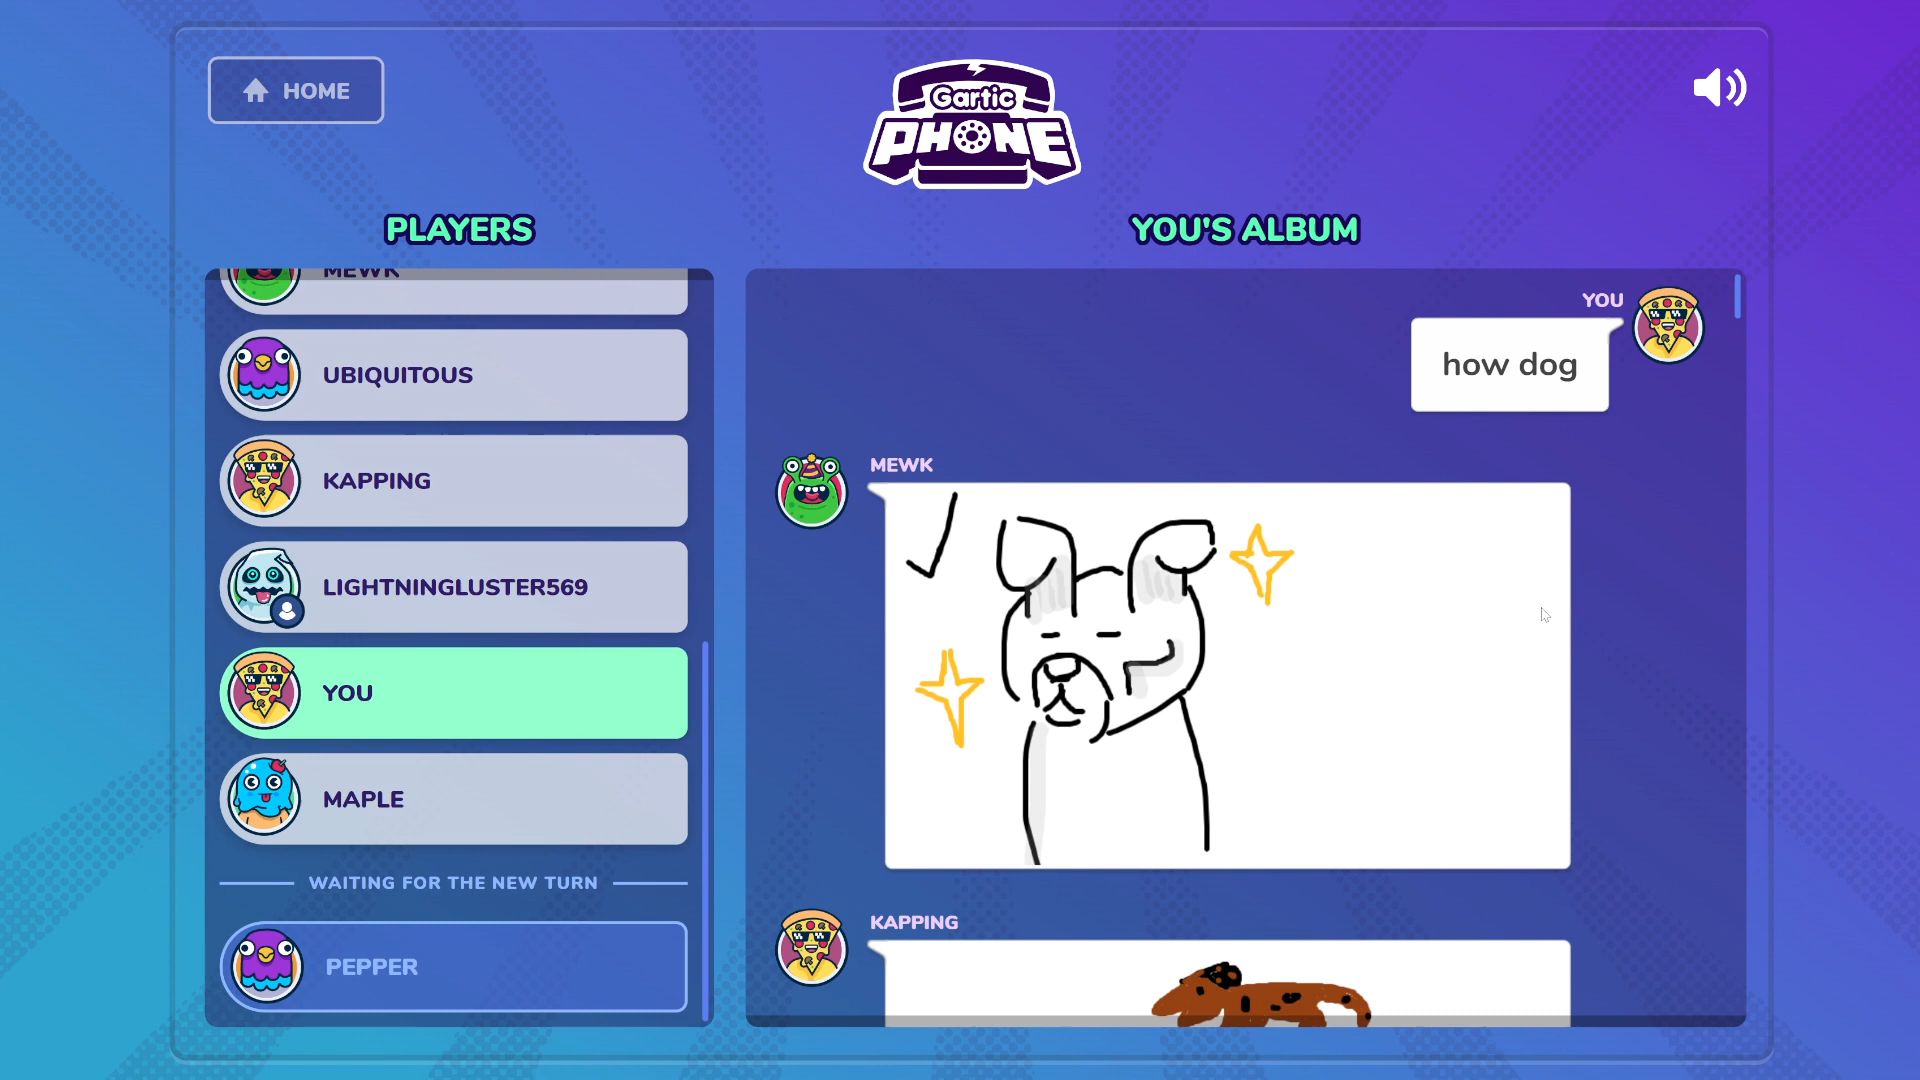 HOME
Gartic
PHONE
PLAYERS
MEWK
UBIQUITOUS
KAPPING
LIGHTNINGLUSTER569
YOU
MAPLE
WAITING FOR THE NEW TURN
PEPPER
YOU'S ALBUM
YOU
how dog
MEWK
KAPPING